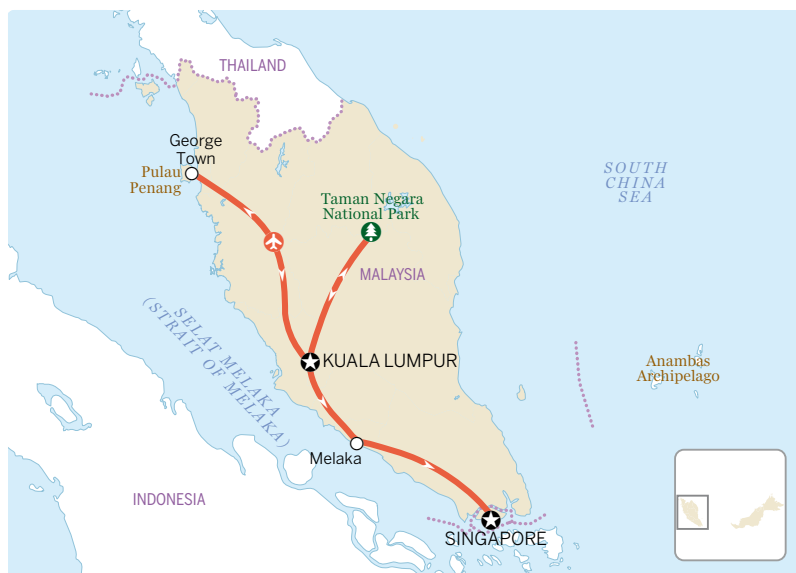 THAILAND
George
Town
Pulau
Penang
Taman Negara
National Park
SOUTH
CHINA
SEA
MALAYSIA
SELAT MELAKA
(STRAIT OF MELAKA)
KUALA LUMPUR
Anambas
Archipelago
Melaka
INDONESIA
SINGAPORE